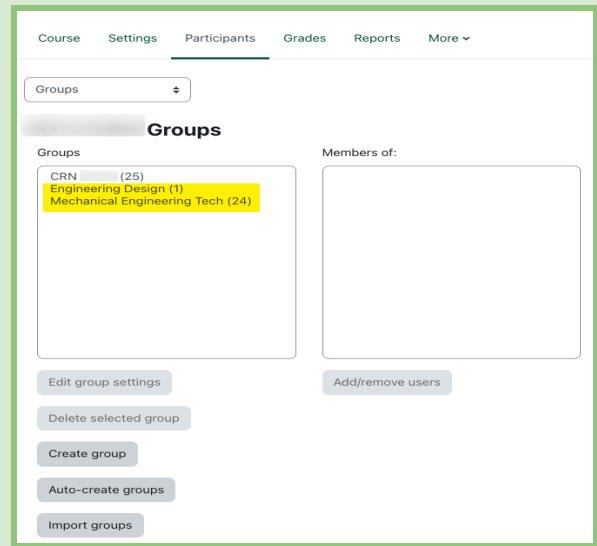 Course Settings Participants Grades Reports More
Groups
Groups
Groups
Members of:
CRN (25)
Engineering Design (1)
Mechanical Engineering Tech (24)
Edit group settings
Add/remove users
Delete selected group
Create group
Auto-create groups
Import groups